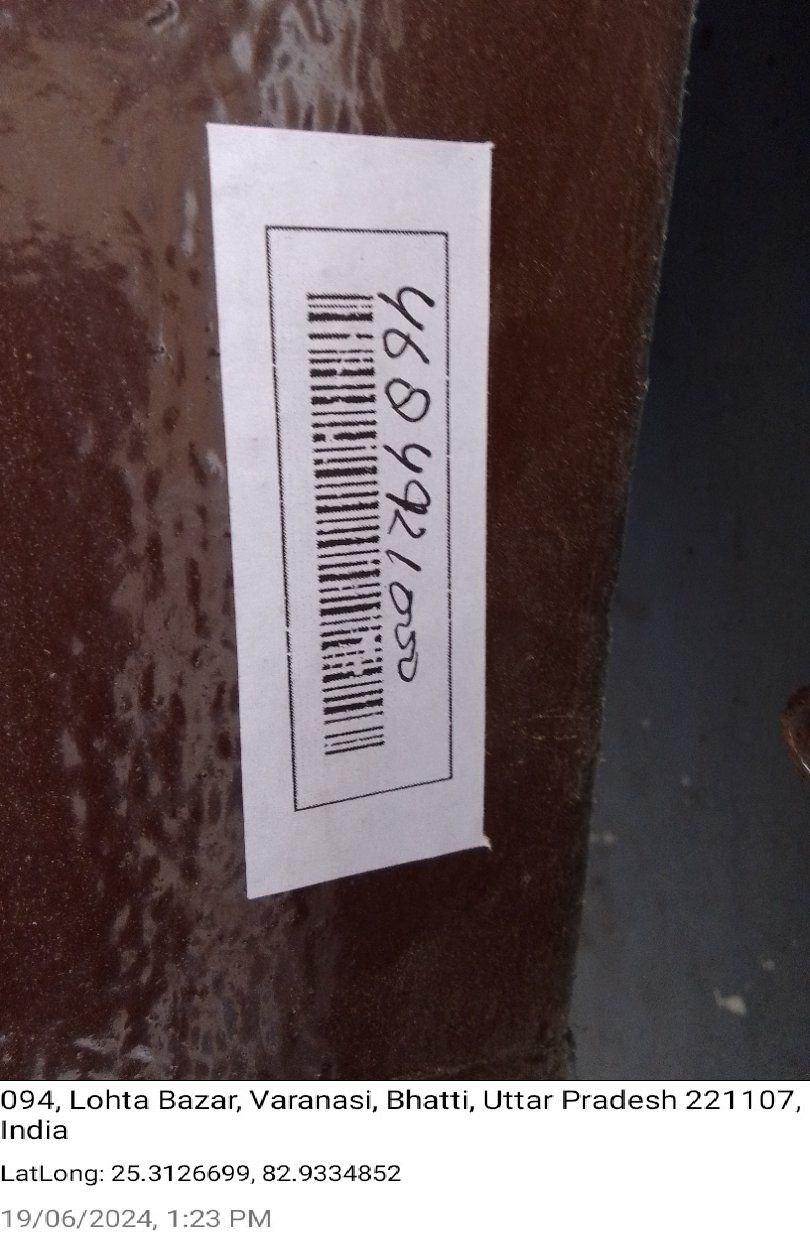 46804921050
094, Lohta Bazar, Varanasi, Bhatti, Uttar Pradesh 221107,
India
LatLong: 25.3126699, 82.9334852
19/06/2024, 1:23 PM